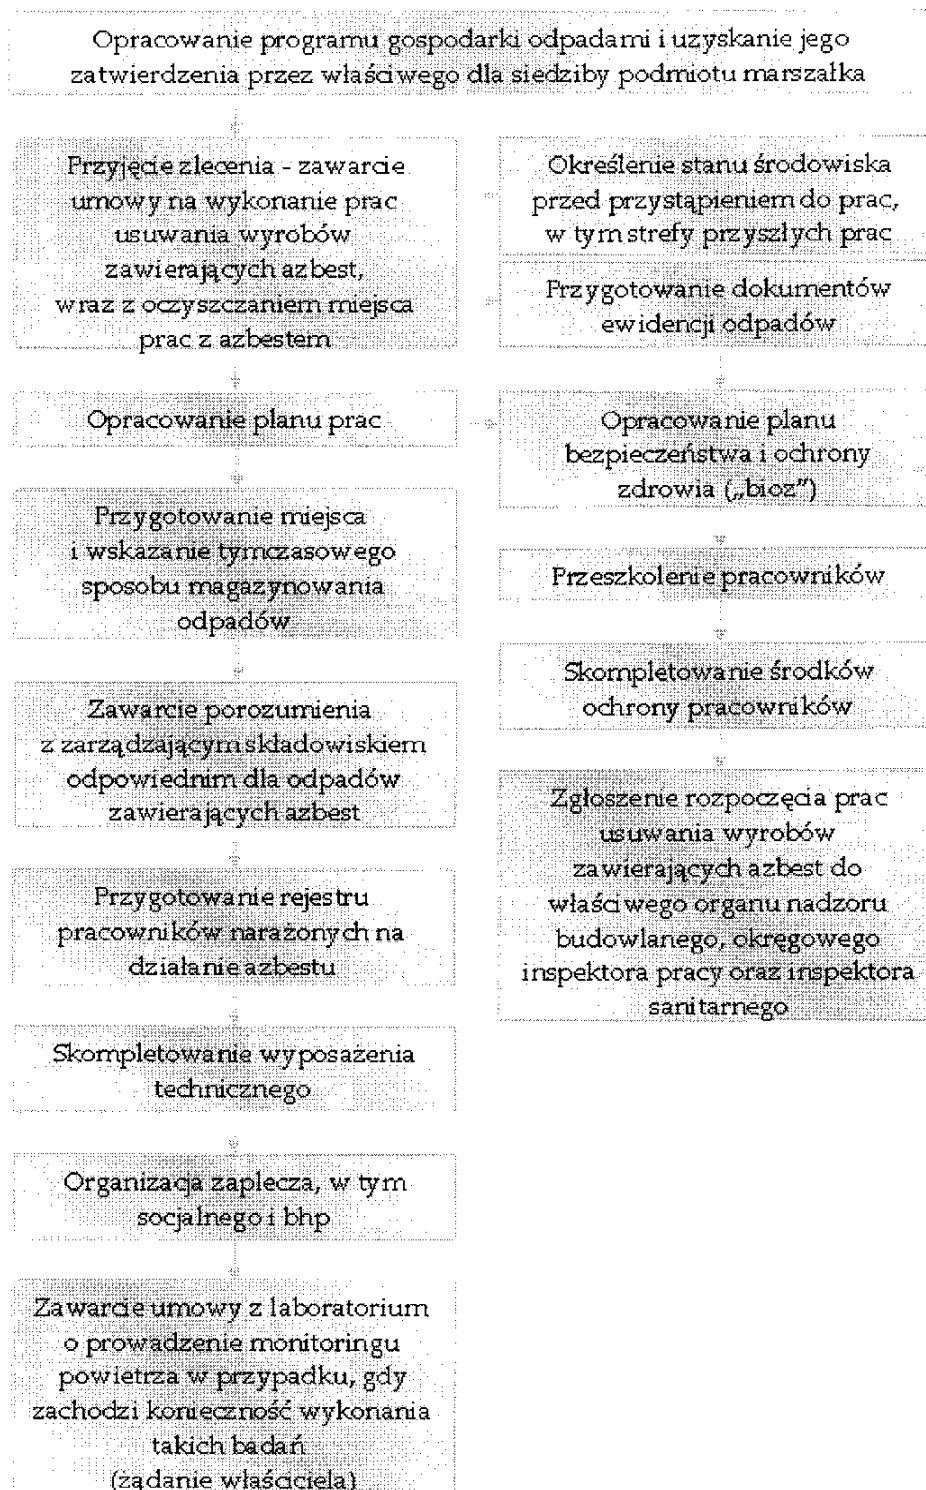 Opracowanie programu gospodarki odpadami i uzyskanie jego
zatwierdzenia przez właściwego dla siedziby podmiotu marszałka
Przyjęcie zlecenia - zawarcie
umowy na wykonanie prac
usuwania wyrobów
zawierających azbest,
wraz z oczyszczaniem miejsca
prac z azbestem
Określenie stanu środowiska
przed przystąpieniem do prac,
w tym strefy przyszłych prac
Przygotowanie dokumentów
ewidencji odpadów
Opracowanie planu prac
Opracowanie planu
bezpieczeństwa i ochrony
zdrowia („bioz”)
Przygotowanie miejsca
i wskazanie tymczasowego
sposobu magazynowania
odpadów
Przeszkolenie pracowników
Skompletowanie środków
ochrony pracowników
Zawarcie porozumienia
z zarządzającym składowiskiem
odpowiednim dla odpadów
zawierających azbest
Zgłoszenie rozpoczęcia prac
usuwania wyrobów
zawierających azbest do
właściwego organu nadzoru
budowlanego, okręgowego
inspektora pracy oraz inspektora
sanitarnego
Przygotowanie rejestru
pracowników narażonych na
działanie azbestu
Skompletowanie wyposażenia
technicznego
Organizacja zaplecza, w tym
socjalnego i bhp
Zawarcie umowy z laboratorium
o prowadzenie monitoringu
powietrza w przypadku, gdy
zachodzi konieczność wykonania
takich badań
(żądanie właściciela)